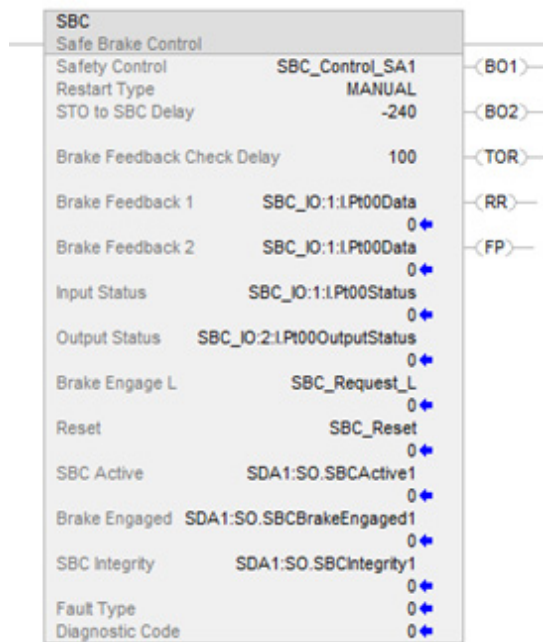 SBC
Safe Brake Control
Safety Control SBC_Control_SA1 (BO1)
Restart Type MANUAL
STO to SBC Delay -240 (BO2)
Brake Feedback Check Delay 100 (TOR)
Brake Feedback 1 SBC_IO:1:I.Pt00Data (RR)
0
Brake Feedback 2 SBC_IO:1:I.Pt00Data (FP)
0
Input Status SBC_IO:1:I.Pt00Status
0
Output Status SBC_IO:2:I.Pt00OutputStatus
0
Brake Engage L SBC_Request_L
0
Reset SBC_Reset
0
SBC Active SDA1:SO.SBCActive1
0
Brake Engaged SDA1:SO.SBCBrakeEngaged1
0
SBC Integrity SDA1:SO.SBCIntegrity1
0
Fault Type 0
Diagnostic Code 0